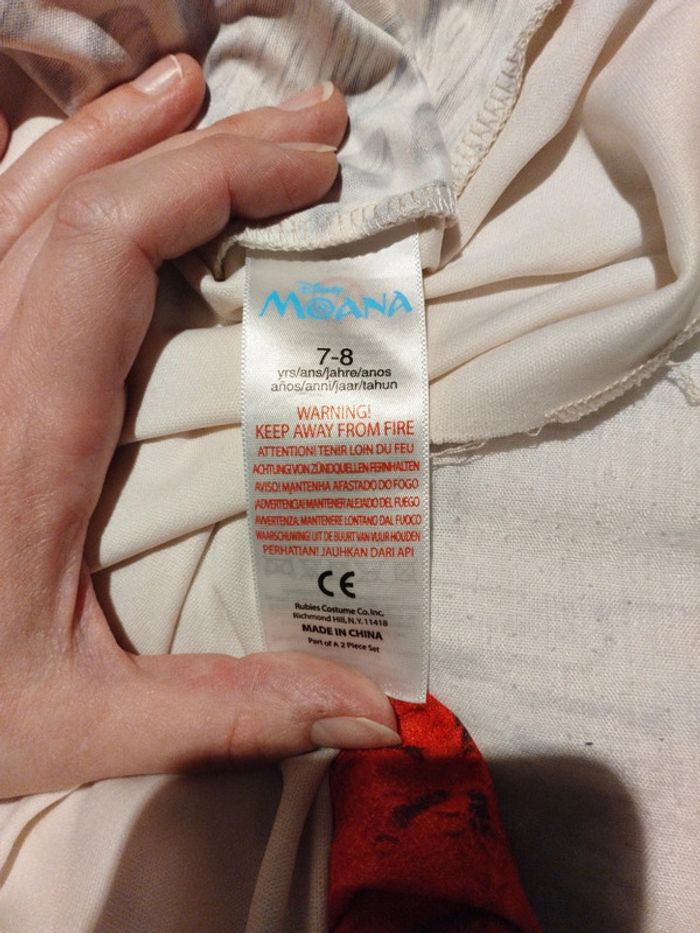 Disney
MOANA
7-8
yrs/ans/jahre/anos
años/anni/jaar/tahun
WARNING!
KEEP AWAY FROM FIRE
ATTENTION! TENIR LOIN DU FEU
ACHTUNG! VON ZÜNDQUELLEN FERNHALTEN
AVISO! MANTENHA AFASTADO DO FOGO
¡ADVERTENCIA! MANTENER ALEJADO DEL FUEGO
AVVERTENZA: MANTENERE LONTANO DAL FUOCO
WAARSCHUWING! UIT DE BUURT VAN VUUR HOUDEN
PERHATIAN! JAUHKAN DARI API
CE
Rubies Costume Co. Inc,
Richmond Hill, N.Y. 11418
MADE IN CHINA
Part of A 2 Piece Set